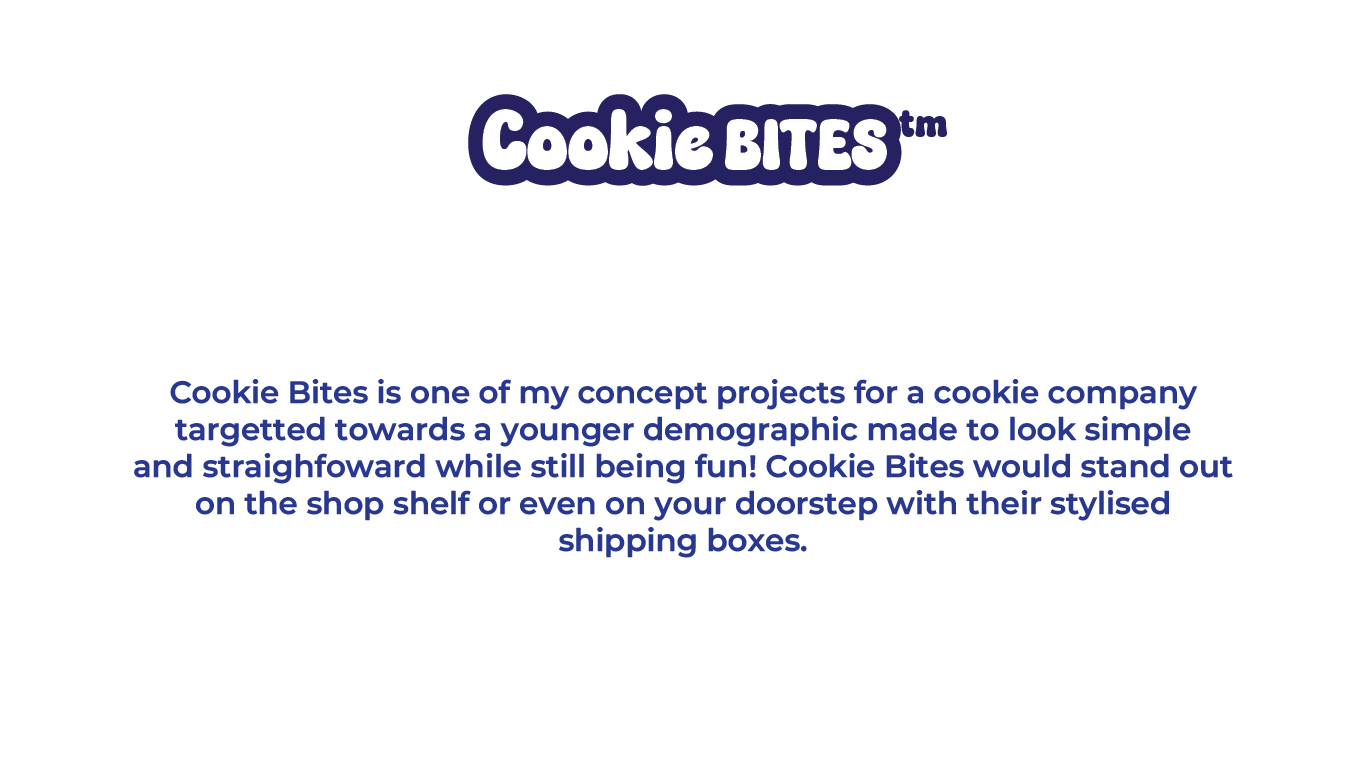 Cookie BITES tm
Cookie Bites is one of my concept projects for a cookie company
targetted towards a younger demographic made to look simple
and straighfoward while still being fun! Cookie Bites would stand out
on the shop shelf or even on your doorstep with their stylised
shipping boxes.